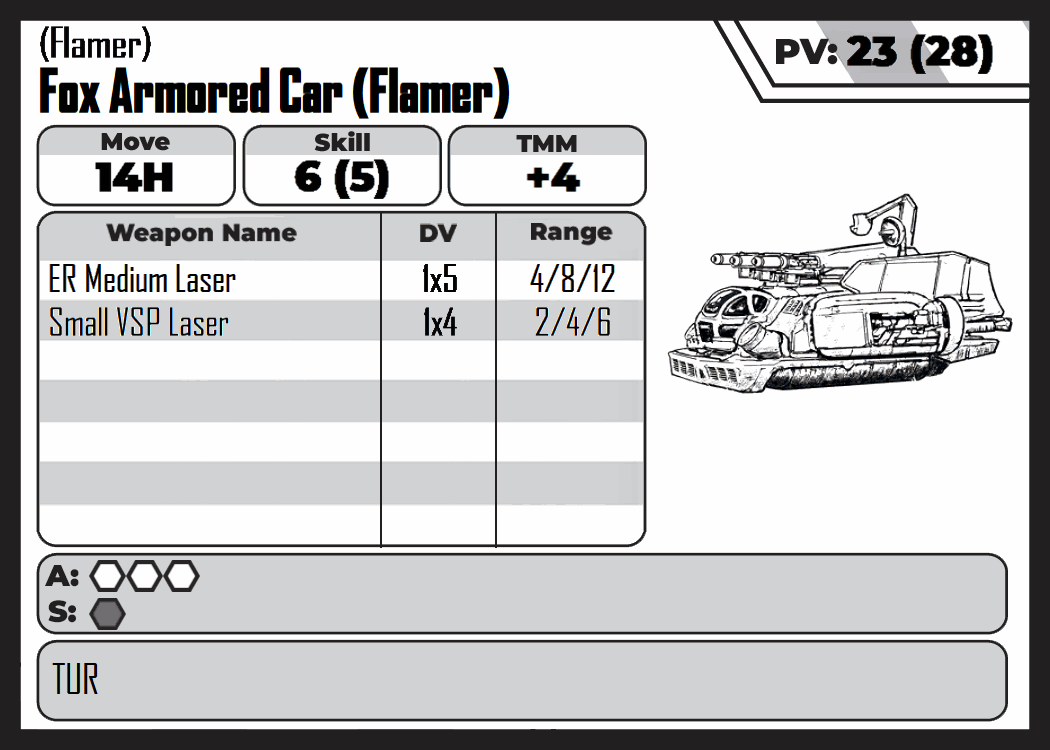 (Flamer)
Fox Armored Car (Flamer)
PV: 23 (28)
Move Skill TMM
14H 6 (5) +4
Weapon Name DV Range
ER Medium Laser 1x5 4/8/12
Small VSP Laser 1x4 2/4/6
A:
S:
TUR